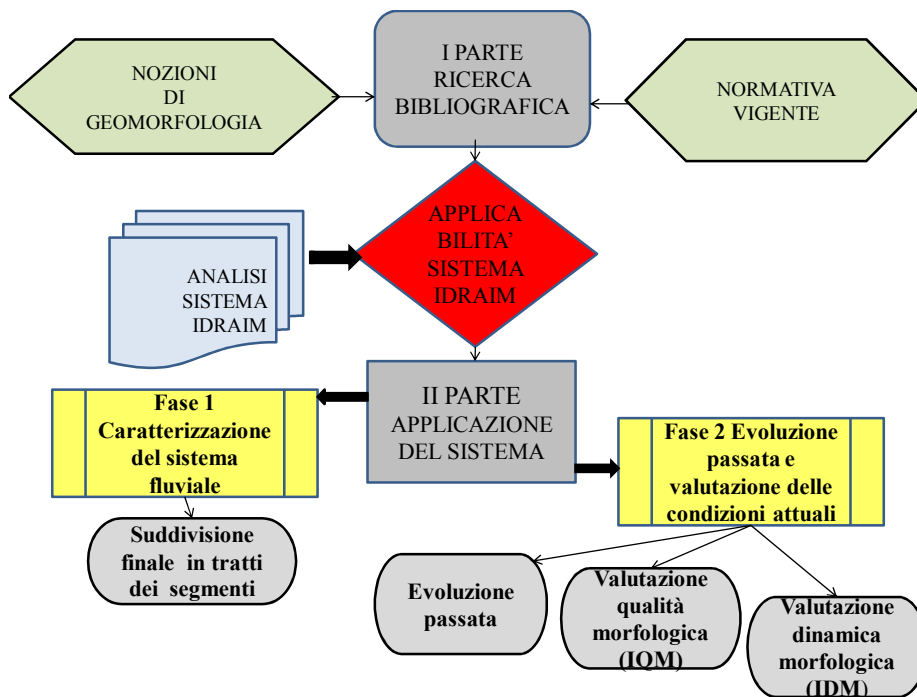 NOZIONI
DI
GEOMORFOLOGIA
I PARTE
RICERCA
BIBLIOGRAFICA
NORMATIVA
VIGENTE
ANALISI
SISTEMA
IDRAIM
APPLICA
BILITA’
SISTEMA
IDRAIM
II PARTE
APPLICAZIONE
DEL SISTEMA
Fase 1
Caratterizzazione
del sistema
fluviale
Fase 2 Evoluzione
passata e
valutazione delle
condizioni attuali
Suddivisione
finale in tratti
dei segmenti
Evoluzione
passata
Valutazione
qualità
morfologica
(IQM)
Valutazione
dinamica
morfologica
(IDM)